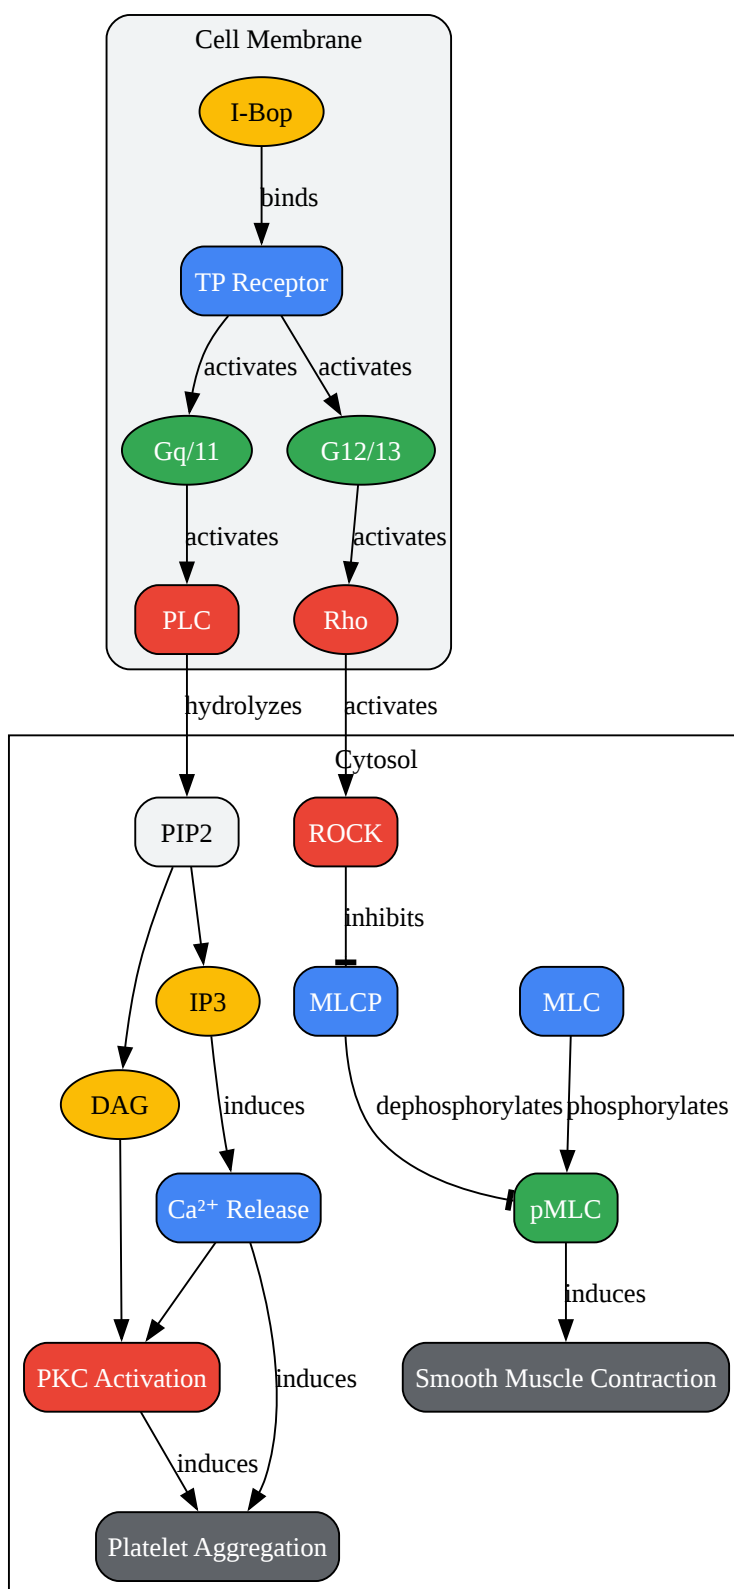 Cell Membrane
I-Bop
binds
TP Receptor
activates
activates
Gq/11
G12/13
activates
activates
PLC
Rho
hydrolyzes
activates
Cytosol
PIP2
ROCK
inhibits
IP3
MLCP
MLC
DAG
induces
dephosphorylates
phosphorylates
Ca²⁺ Release
pMLC
induces
PKC Activation
induces
Smooth Muscle Contraction
induces
Platelet Aggregation